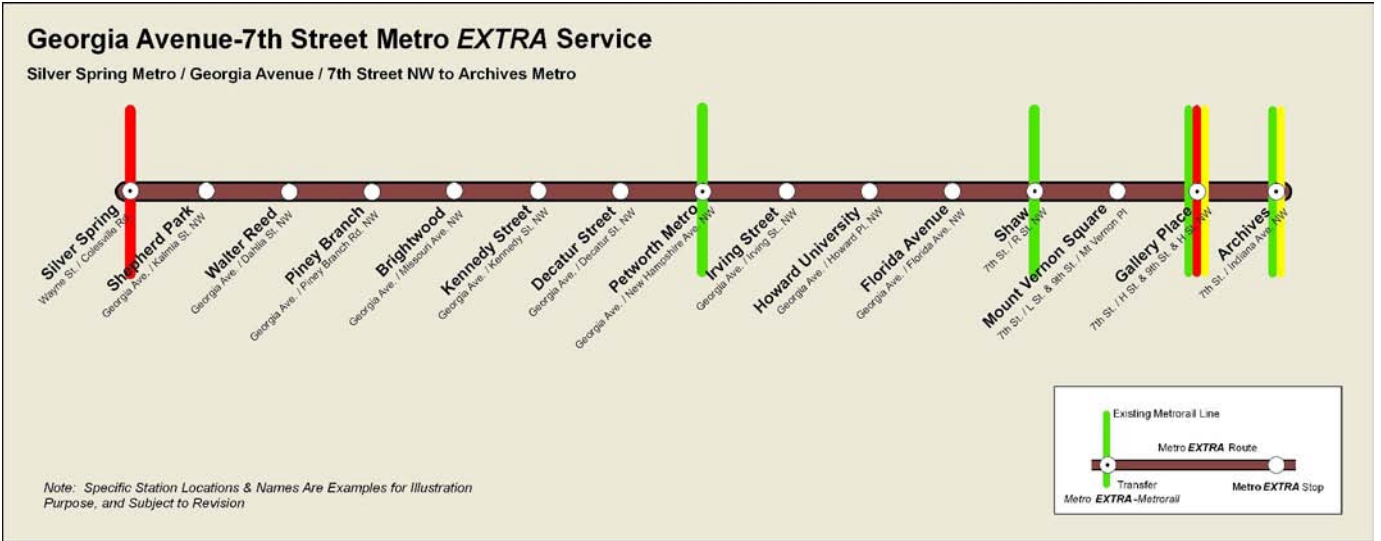 Georgia Avenue-7th Street Metro EXTRA Service
Silver Spring Metro / Georgia Avenue / 7th Street NW to Archives Metro
Silver Spring
Wayne St. / Colesville Rd.
Shepherd Park
Georgia Ave. / Kalmia St. NW
Walter Reed
Georgia Ave. / Dahlia St. NW
Piney Branch
Georgia Ave. / Piney Branch Rd. NW
Brightwood
Georgia Ave. / Missouri Ave. NW
Kennedy Street
Georgia Ave. / Kennedy St. NW
Decatur Street
Georgia Ave. / Decatur St. NW
Petworth Metro
Georgia Ave. / New Hampshire Ave. NW
Irving Street
Georgia Ave. / Irving St. NW
Howard University
Georgia Ave. / Howard Pl. NW
Florida Avenue
Georgia Ave. / Florida Ave. NW
Shaw
7th St. / R St. NW
Mount Vernon Square
7th St. / L St. & 9th St. / Mt Vernon Pl
Gallery Place
7th St. / H St. & 9th St. & H St. NW
Archives
7th St. / Indiana Ave. NW
Existing Metrorail Line
Metro EXTRA Route
Transfer
Metro EXTRA-Metrorail
Metro EXTRA Stop
Note: Specific Station Locations & Names Are Examples for Illustration
Purpose, and Subject to Revision